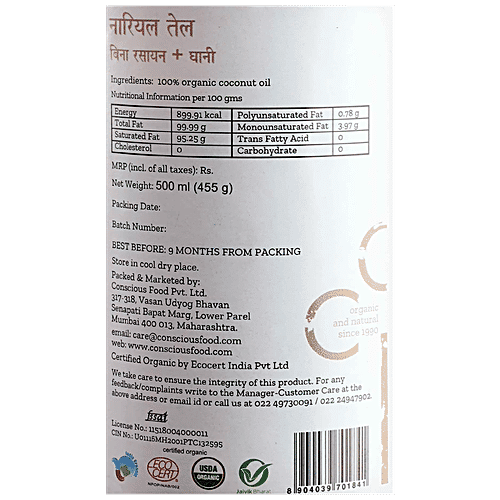 नारियल तेल
बिना रसायन + घानी
Ingredients: 100% organic coconut oil
Nutritional Information per 100 gms
Energy 899.91 kcal Polyunsaturated Fat 0.78 g
Total Fat 99.99 g Monounsaturated Fat 3.97 g
Saturated Fat 95.25 g Trans Fatty Acid 0
Cholesterol 0 Carbohydrate 0
MRP (incl. of all taxes): Rs.
Net Weight: 500 ml (455 g)
Packing Date:
Batch Number:
BEST BEFORE: 9 MONTHS FROM PACKING
Store in cool dry place.
Packed & Marketed by:
Conscious Food Pvt. Ltd.
317-318, Vasan Udyog Bhavan
Senapati Bapat Marg, Lower Parel
Mumbai 400 013, Maharashtra.
email: care@consciousfood.com
web: www.consciousfood.com
Certified Organic by Ecocert India Pvt Ltd
organic
and natural
since 1990
We take care to ensure the integrity of this product. For any
feedback/complaints write to the Manager-Customer Care at the
above address or email id or call us at 022 49730091 / 022 24947902.
fssai
License No.: 11518004000011
CIN No.: U01116MH2001PTC132595
certified organic
ECO
CERT
NPOP/NAB/002
USDA
ORGANIC
Jaivik Bharat
8 904039 701841